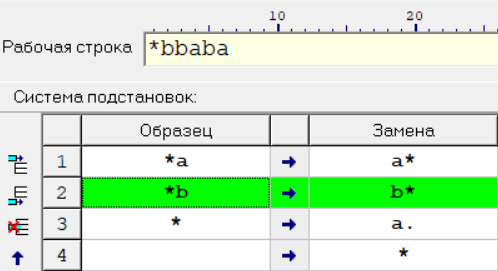 10 20
Рабочая строка *bbaba
Система подстановок:
Образец Замена
1 *a → a*
2 *b → b*
3 * → a.
4 → *